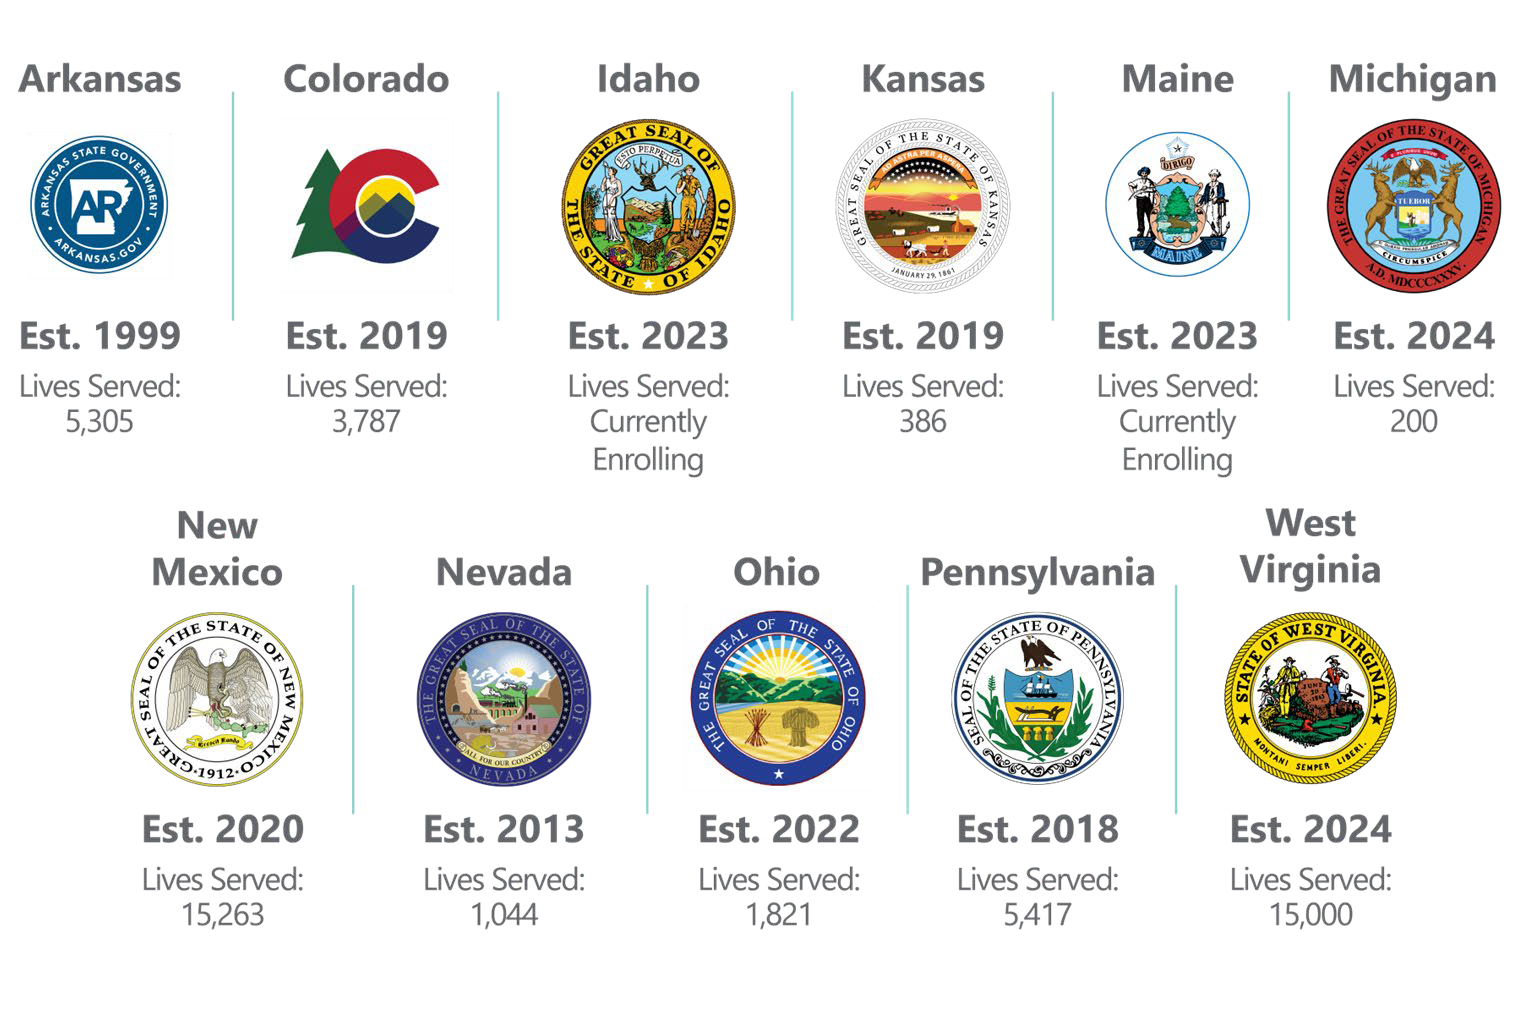 Arkansas
ARKANSAS STATE GOVERNMENT
AR
ARKANSAS.GOV
Est. 1999
Lives Served:
5,305
Colorado
Est. 2019
Lives Served:
3,787
Idaho
GREAT SEAL OF
ESTO PERPETUA
THE STATE OF IDAHO
Est. 2023
Lives Served:
Currently
Enrolling
Kansas
GREAT SEAL OF THE STATE OF KANSAS
AD ASTRA PER ASPERA
JANUARY 29, 1861
Est. 2019
Lives Served:
386
Maine
DIRIGO
MAINE
Est. 2023
Lives Served:
Currently
Enrolling
Michigan
THE GREAT SEAL OF THE STATE OF MICHIGAN
E PLURIBUS UNUM
TUEBOR
CIRCUMSPICE
A.D. MDCCCXXXV.
Est. 2024
Lives Served:
200
New
Mexico
GREAT SEAL OF THE STATE OF NEW MEXICO
Crescit Eundo
·1912·
Est. 2020
Lives Served:
15,263
Nevada
THE GREAT SEAL OF THE STATE OF
ALL FOR OUR COUNTRY
NEVADA
Est. 2013
Lives Served:
1,044
Ohio
THE GREAT SEAL OF THE STATE OF OHIO
Est. 2022
Lives Served:
1,821
Pennsylvania
SEAL OF THE STATE OF PENNSYLVANIA
Est. 2018
Lives Served:
5,417
West
Virginia
STATE OF WEST VIRGINIA.
JUNE
20
1863
MONTANI SEMPER LIBERI.
Est. 2024
Lives Served:
15,000